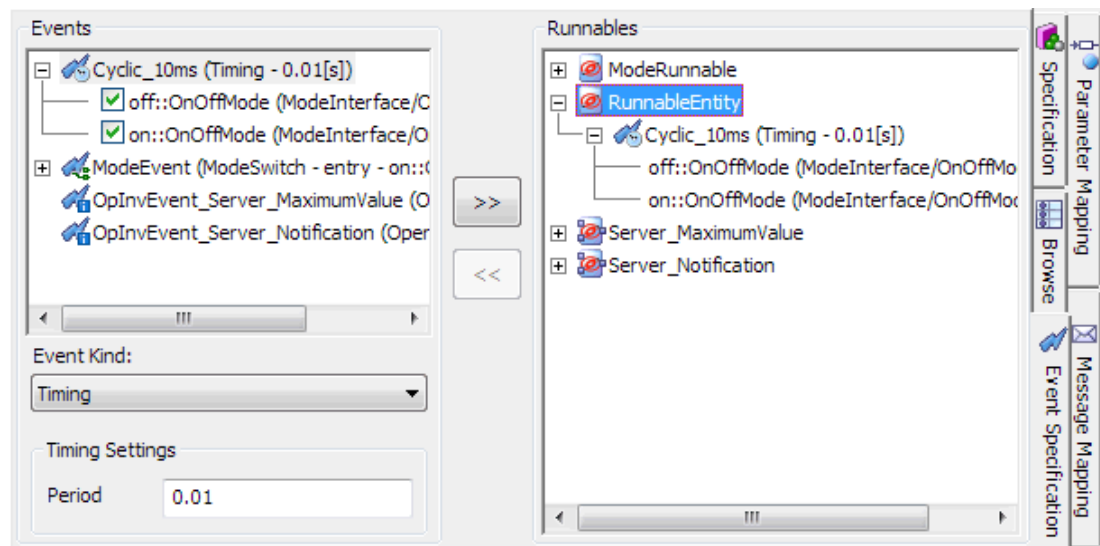 Events
Cyclic_10ms (Timing - 0.01[s])
off::OnOffMode (ModeInterface/O
on::OnOffMode (ModeInterface/O
ModeEvent (ModeSwitch - entry - on::(
OpInvEvent_Server_MaximumValue (O
OpInvEvent_Server_Notification (Oper
Event Kind:
Timing
Timing Settings
Period
0.01
>>
<<
Runnables
ModeRunnable
RunnableEntity
Cyclic_10ms (Timing - 0.01[s])
off::OnOffMode (ModeInterface/OnOffMo
on::OnOffMode (ModeInterface/OnOffMod
Server_MaximumValue
Server_Notification
Specification
Browse
Event Specification
Parameter Mapping
Message Mapping